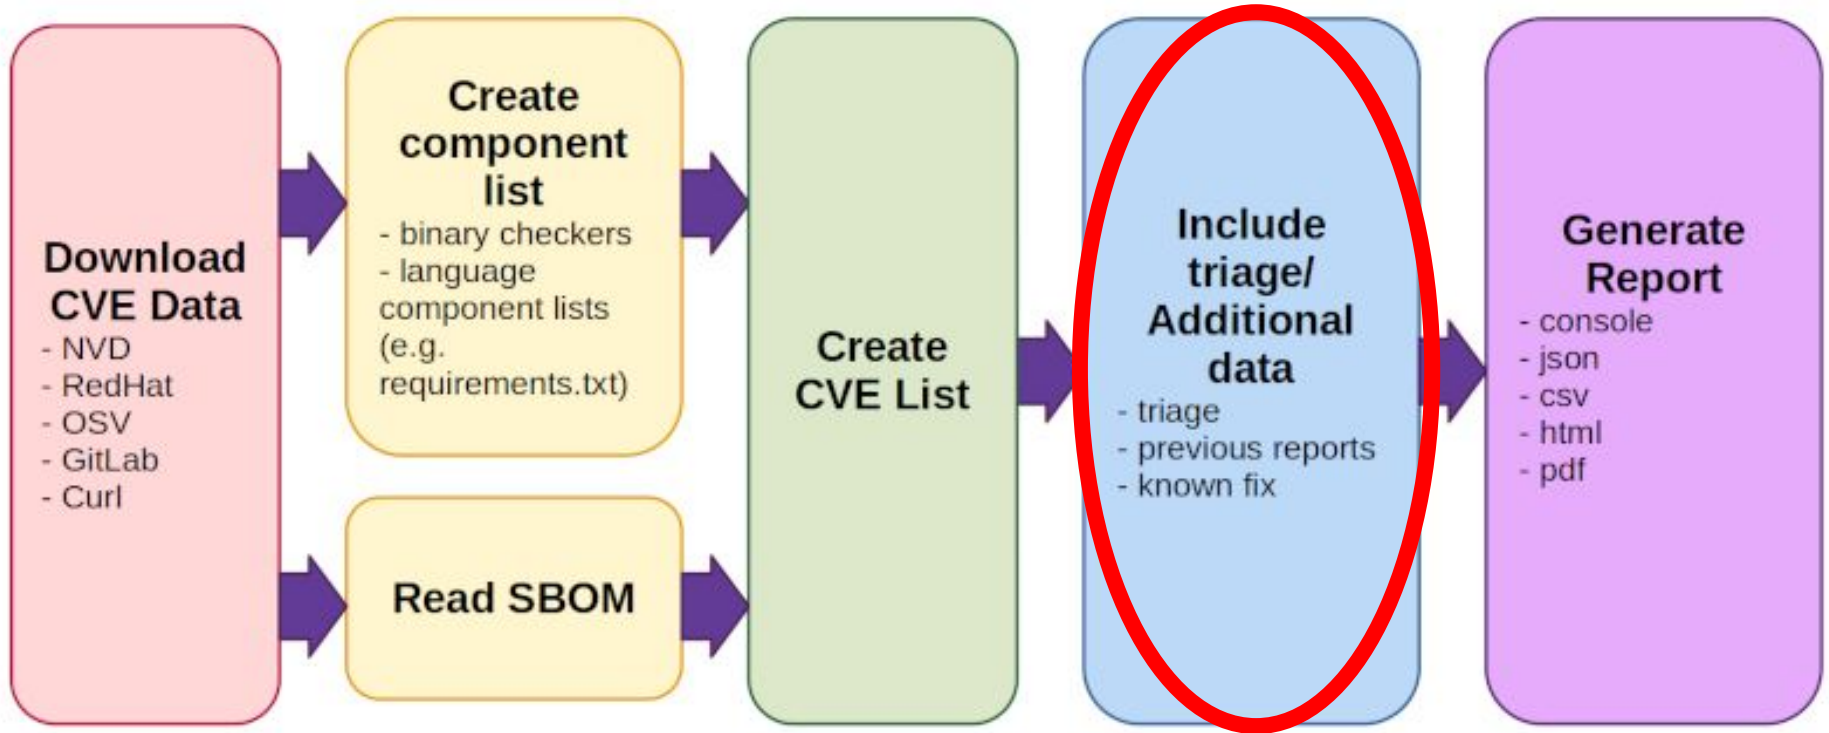 Download
CVE Data
- NVD
- RedHat
- OSV
- GitLab
- Curl
Create
component
list
- binary checkers
- language
component lists
(e.g.
requirements.txt)
Read SBOM
Create
CVE List
Include
triage/
Additional
data
- triage
- previous reports
- known fix
Generate
Report
- console
- json
- csv
- html
- pdf